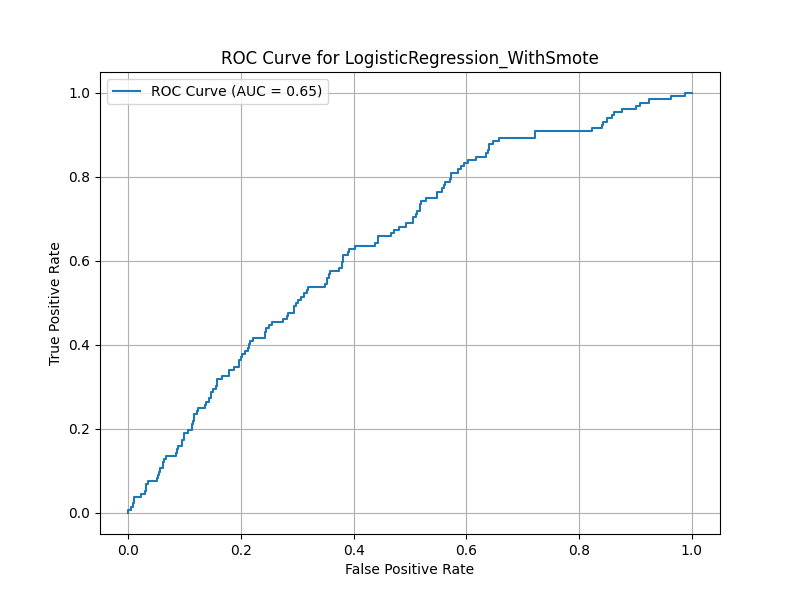 ROC Curve for LogisticRegression_WithSmote
ROC Curve (AUC = 0.65)
1.0
0.8
0.6
0.4
0.2
0.0
True Positive Rate
0.0 0.2 0.4 0.6 0.8 1.0
False Positive Rate